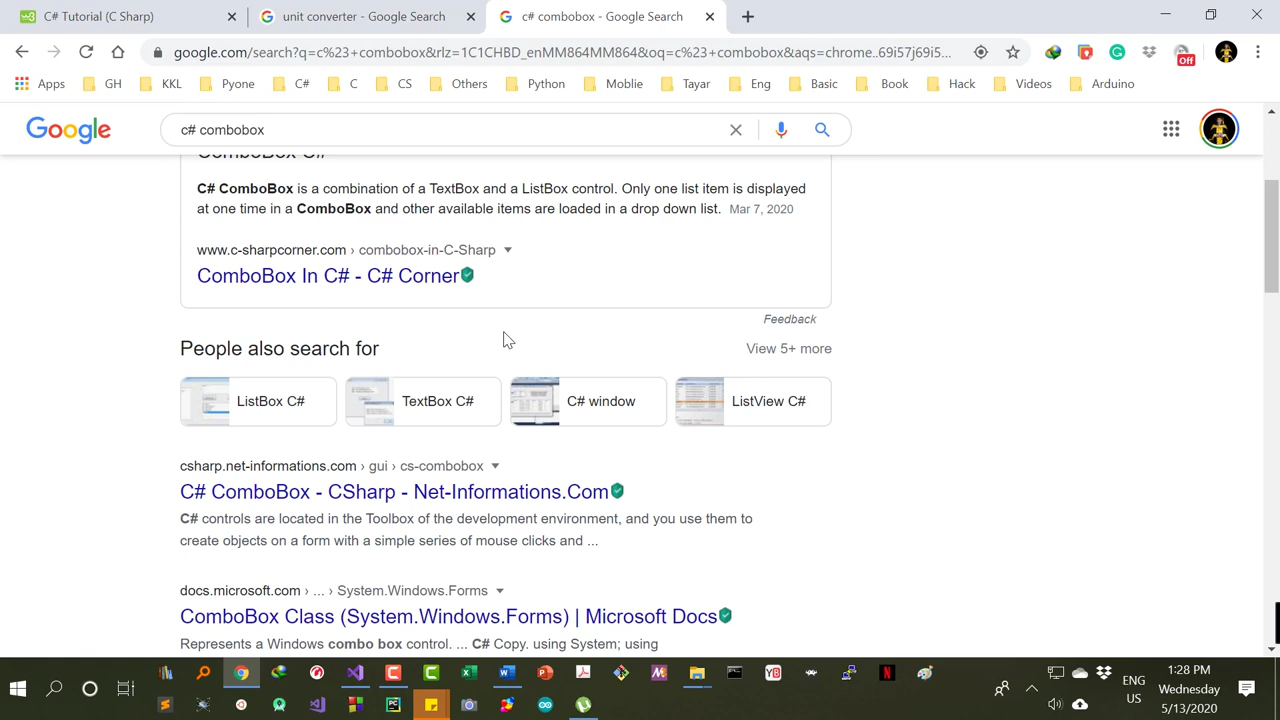 C# Tutorial (C Sharp)
unit converter - Google Search
c# combobox - Google Search
google.com/search?q=c%23+combobox&rlz=1C1CHBD_enMM864MM864&oq=c%23+combobox&aqs=chrome..69i57j69i5...
Off
Apps
GH
KKL
Pyone
C#
C
CS
Others
Python
Moblie
Tayar
Eng
Basic
Book
Hack
Videos
Arduino
Google
c# combobox
ComboBox C#
C# ComboBox is a combination of a TextBox and a ListBox control. Only one list item is displayed
at one time in a ComboBox and other available items are loaded in a drop down list. Mar 7, 2020
www.c-sharpcorner.com › combobox-in-C-Sharp
ComboBox In C# - C# Corner
Feedback
People also search for
View 5+ more
ListBox C#
TextBox C#
C# window
ListView C#
csharp.net-informations.com › gui › cs-combobox
C# ComboBox - CSharp - Net-Informations.Com
C# controls are located in the Toolbox of the development environment, and you use them to
create objects on a form with a simple series of mouse clicks and ...
docs.microsoft.com › ... › System.Windows.Forms
ComboBox Class (System.Windows.Forms) | Microsoft Docs
Represents a Windows combo box control. ... C# Copy. using System; using
ENG
US
1:28 PM
Wednesday
5/13/2020